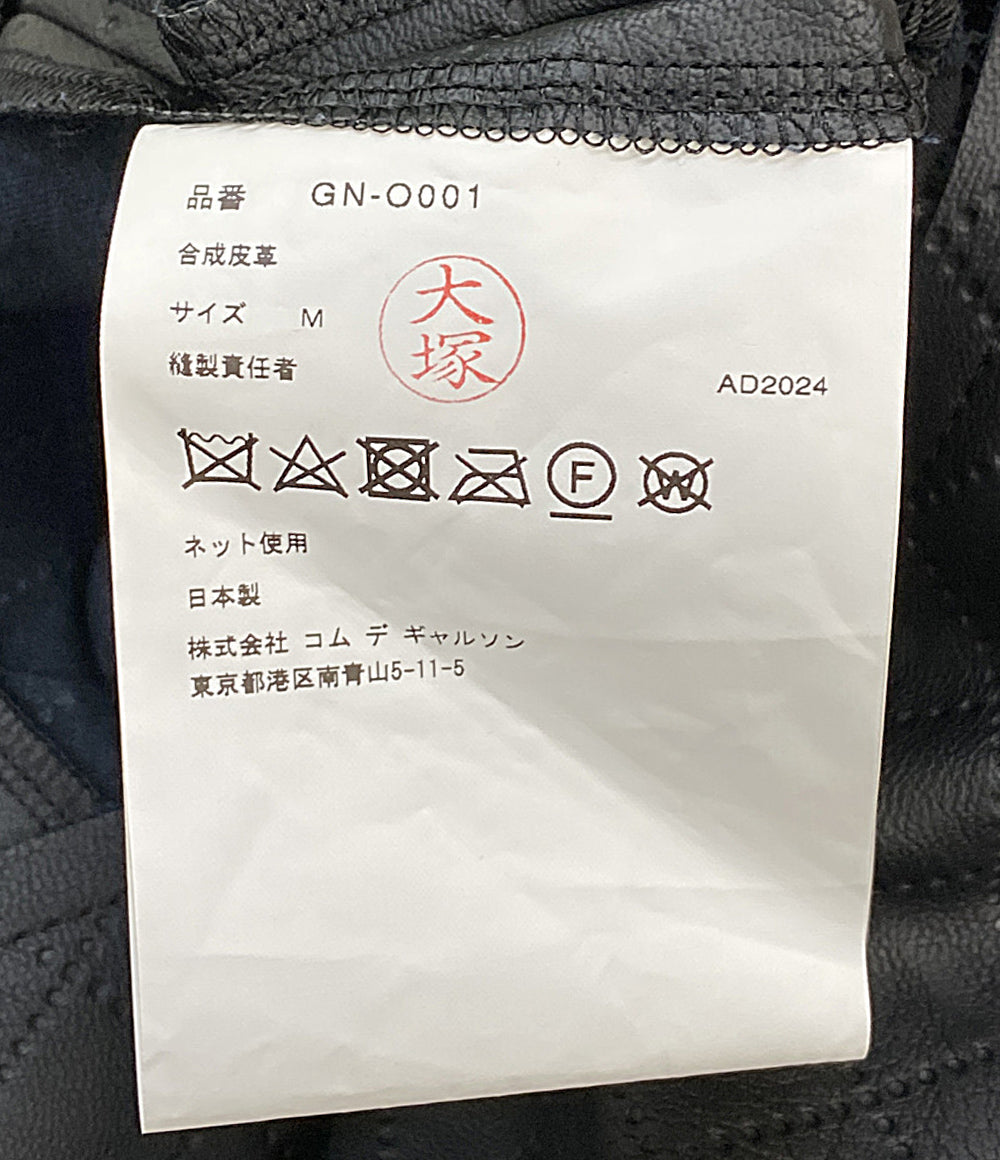 品番 GN-O001
合成皮革
サイズ M
大塚
縫製責任者
AD2024
F
W
ネット使用
日本製
株式会社 コム デ ギャルソン
東京都港区南青山5-11-5